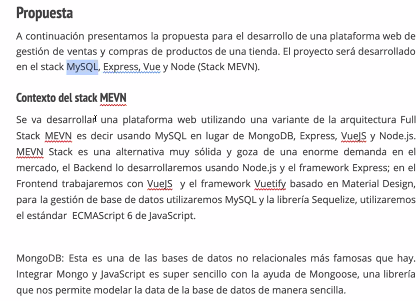 Propuesta
A continuación presentamos la propuesta para el desarrollo de una plataforma web de
gestión de ventas y compras de productos de una tienda. El proyecto será desarrollado
en el stack MySQL, Express, Vue y Node (Stack MEVN).
Contexto del stack MEVN
Se va desarrollar una plataforma web utilizando una variante de la arquitectura Full
Stack MEVN es decir usando MySQL en lugar de MongoDB, Express, VueJS y Node.js.
MEVN Stack es una alternativa muy sólida y goza de una enorme demanda en el
mercado, el Backend lo desarrollaremos usando Node.js y el framework Express; en el
Frontend trabajaremos con VueJS y el framework Vuetify basado en Material Design,
para la gestión de base de datos utilizaremos MySQL y la librería Sequelize, utilizaremos
el estándar ECMAScript 6 de JavaScript.
MongoDB: Esta es una de las bases de datos no relacionales más famosas que hay.
Integrar Mongo y JavaScript es super sencillo con la ayuda de Mongoose, una librería
que nos permite modelar la data de la base de datos de manera sencilla.